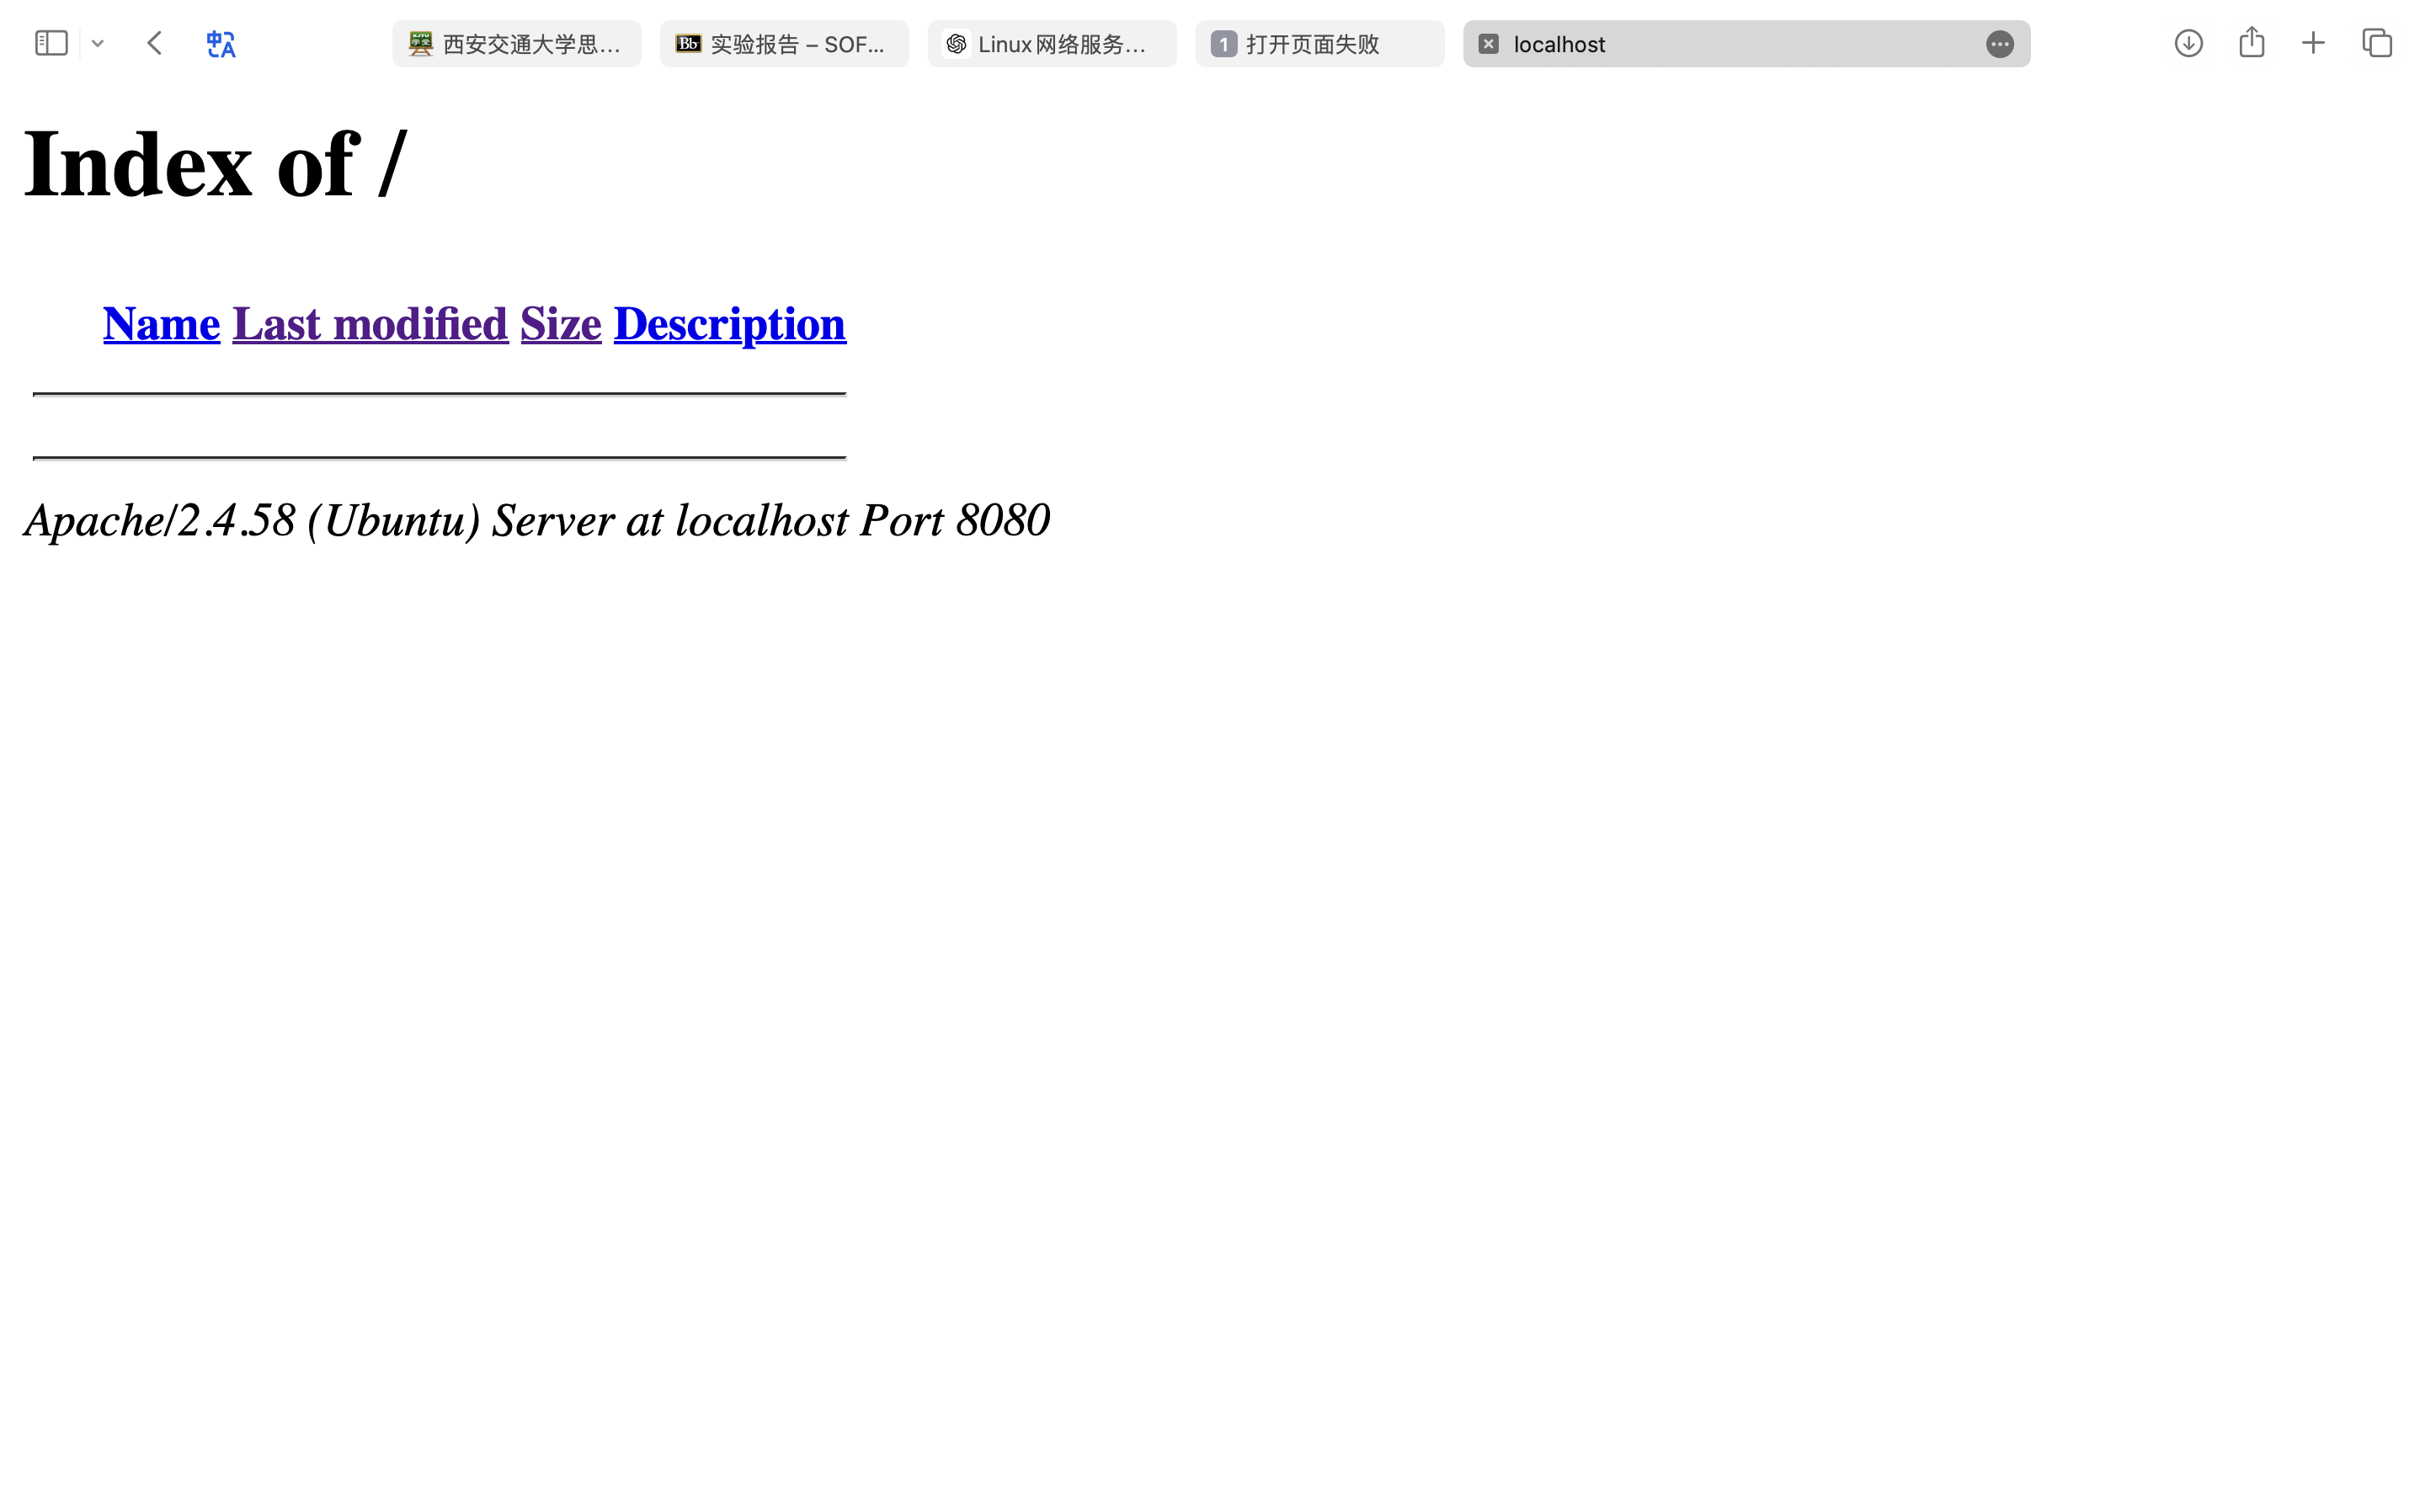 西安交通大学思...
实验报告 – SOF...
Linux网络服务...
1 打开页面失败
localhost
Index of /
Name Last modified Size Description
Apache/2.4.58 (Ubuntu) Server at localhost Port 8080